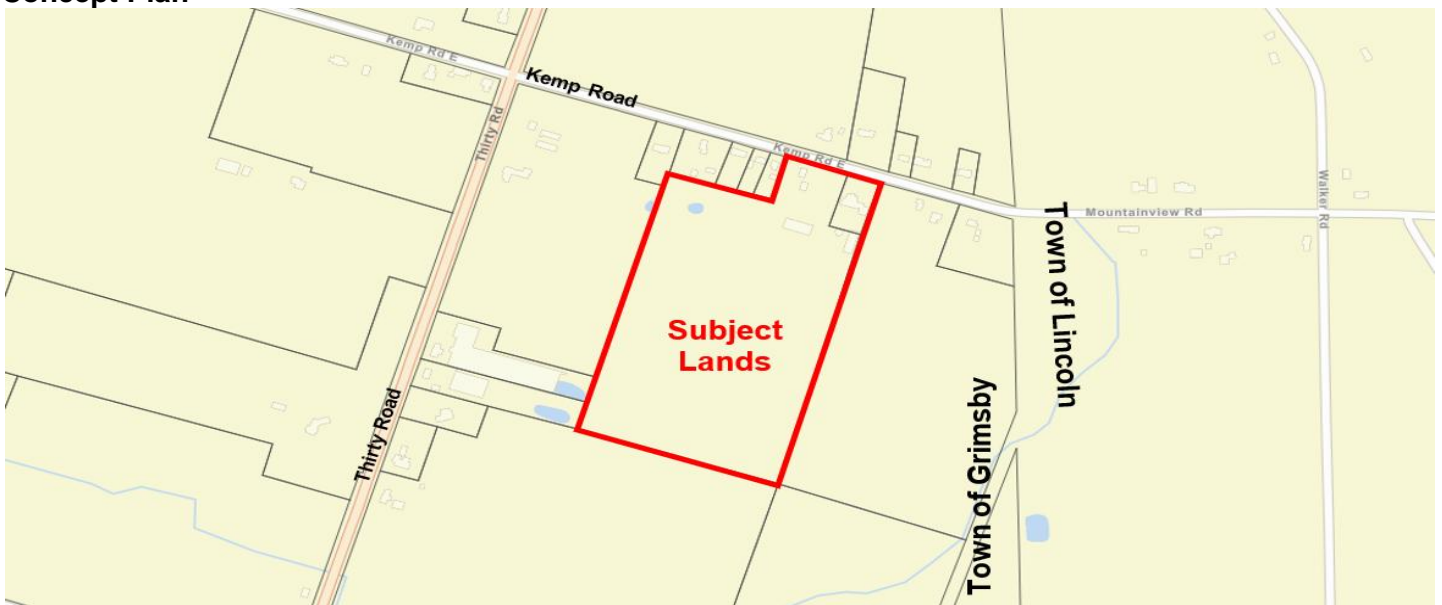 Concept Plan
Kemp Rd E
Kemp Road
Thirty Rd
Kemp Rd E
Walker Rd
Mountainview Rd
Town of Lincoln
Subject
Lands
Thirty Road
Town of Grimsby